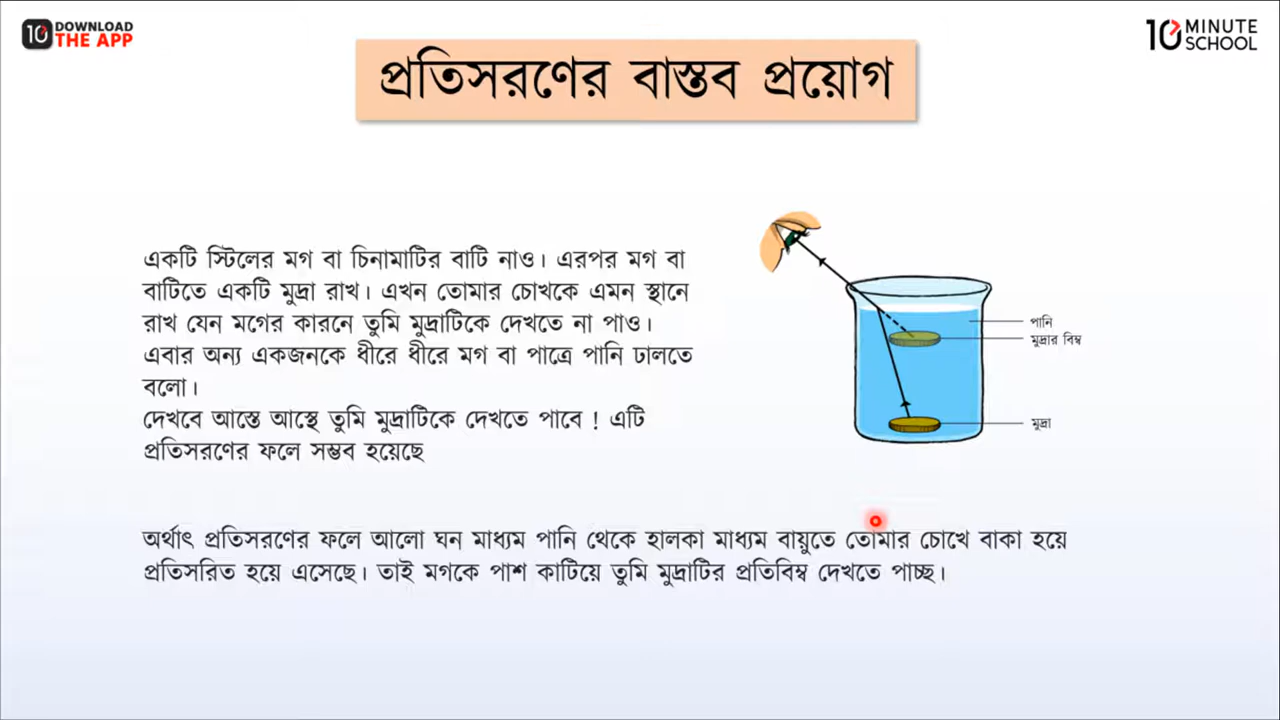 DOWNLOAD
THE APP
10 MINUTE
SCHOOL
প্রতিসরণের বাস্তব প্রয়োগ
একটি স্টিলের মগ বা চিনামাটির বাটি নাও। এরপর মগ বা
বাটিতে একটি মুদ্রা রাখ। এখন তোমার চোখকে এমন স্থানে
রাখ যেন মগের কারনে তুমি মুদ্রাটিকে দেখতে না পাও।
এবার অন্য একজনকে ধীরে ধীরে মগ বা পাত্রে পানি ঢালতে
বলো।
দেখবে আস্তে আস্থে তুমি মুদ্রাটিকে দেখতে পাবে ! এটি
প্রতিসরণের ফলে সম্ভব হয়েছে
পানি
মুদ্রার বিম্ব
মুদ্রা
অর্থাৎ প্রতিসরণের ফলে আলো ঘন মাধ্যম পানি থেকে হালকা মাধ্যম বায়ুতে তোমার চোখে বাকা হয়ে
প্রতিসরিত হয়ে এসেছে। তাই মগকে পাশ কাটিয়ে তুমি মুদ্রাটির প্রতিবিম্ব দেখতে পাচ্ছ।